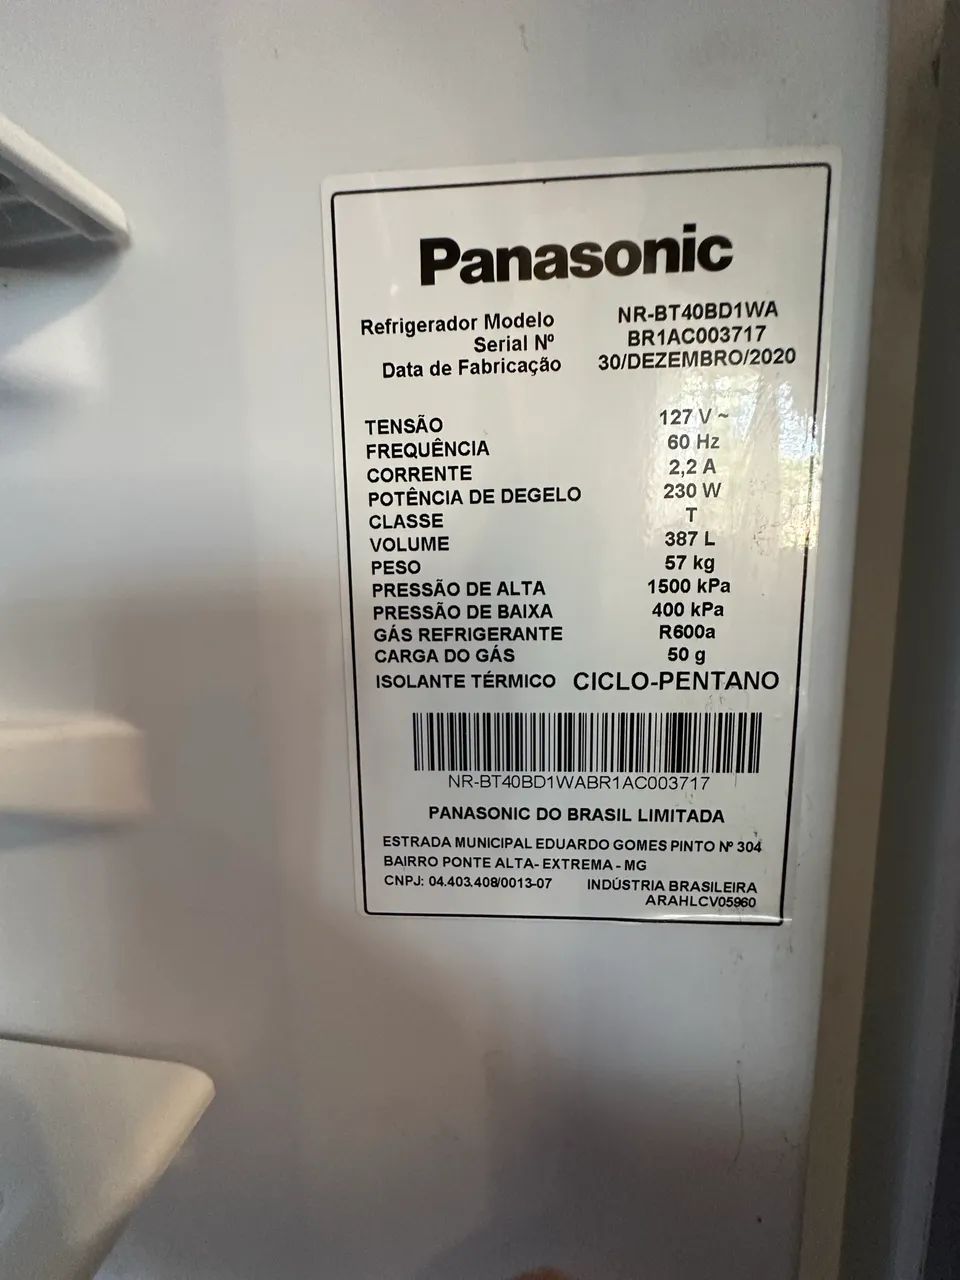 Panasonic
Refrigerador Modelo NR-BT40BD1WA
Serial Nº BR1AC003717
Data de Fabricação 30/DEZEMBRO/2020
TENSÃO 127 V ~
FREQUÊNCIA 60 Hz
CORRENTE 2,2 A
POTÊNCIA DE DEGELO 230 W
CLASSE T
VOLUME 387 L
PESO 57 kg
PRESSÃO DE ALTA 1500 kPa
PRESSÃO DE BAIXA 400 kPa
GÁS REFRIGERANTE R600a
CARGA DO GÁS 50 g
ISOLANTE TÉRMICO CICLO-PENTANO
NR-BT40BD1WABR1AC003717
PANASONIC DO BRASIL LIMITADA
ESTRADA MUNICIPAL EDUARDO GOMES PINTO Nº 304
BAIRRO PONTE ALTA- EXTREMA - MG
CNPJ: 04.403.408/0013-07 INDÚSTRIA BRASILEIRA
ARAHLCV05960